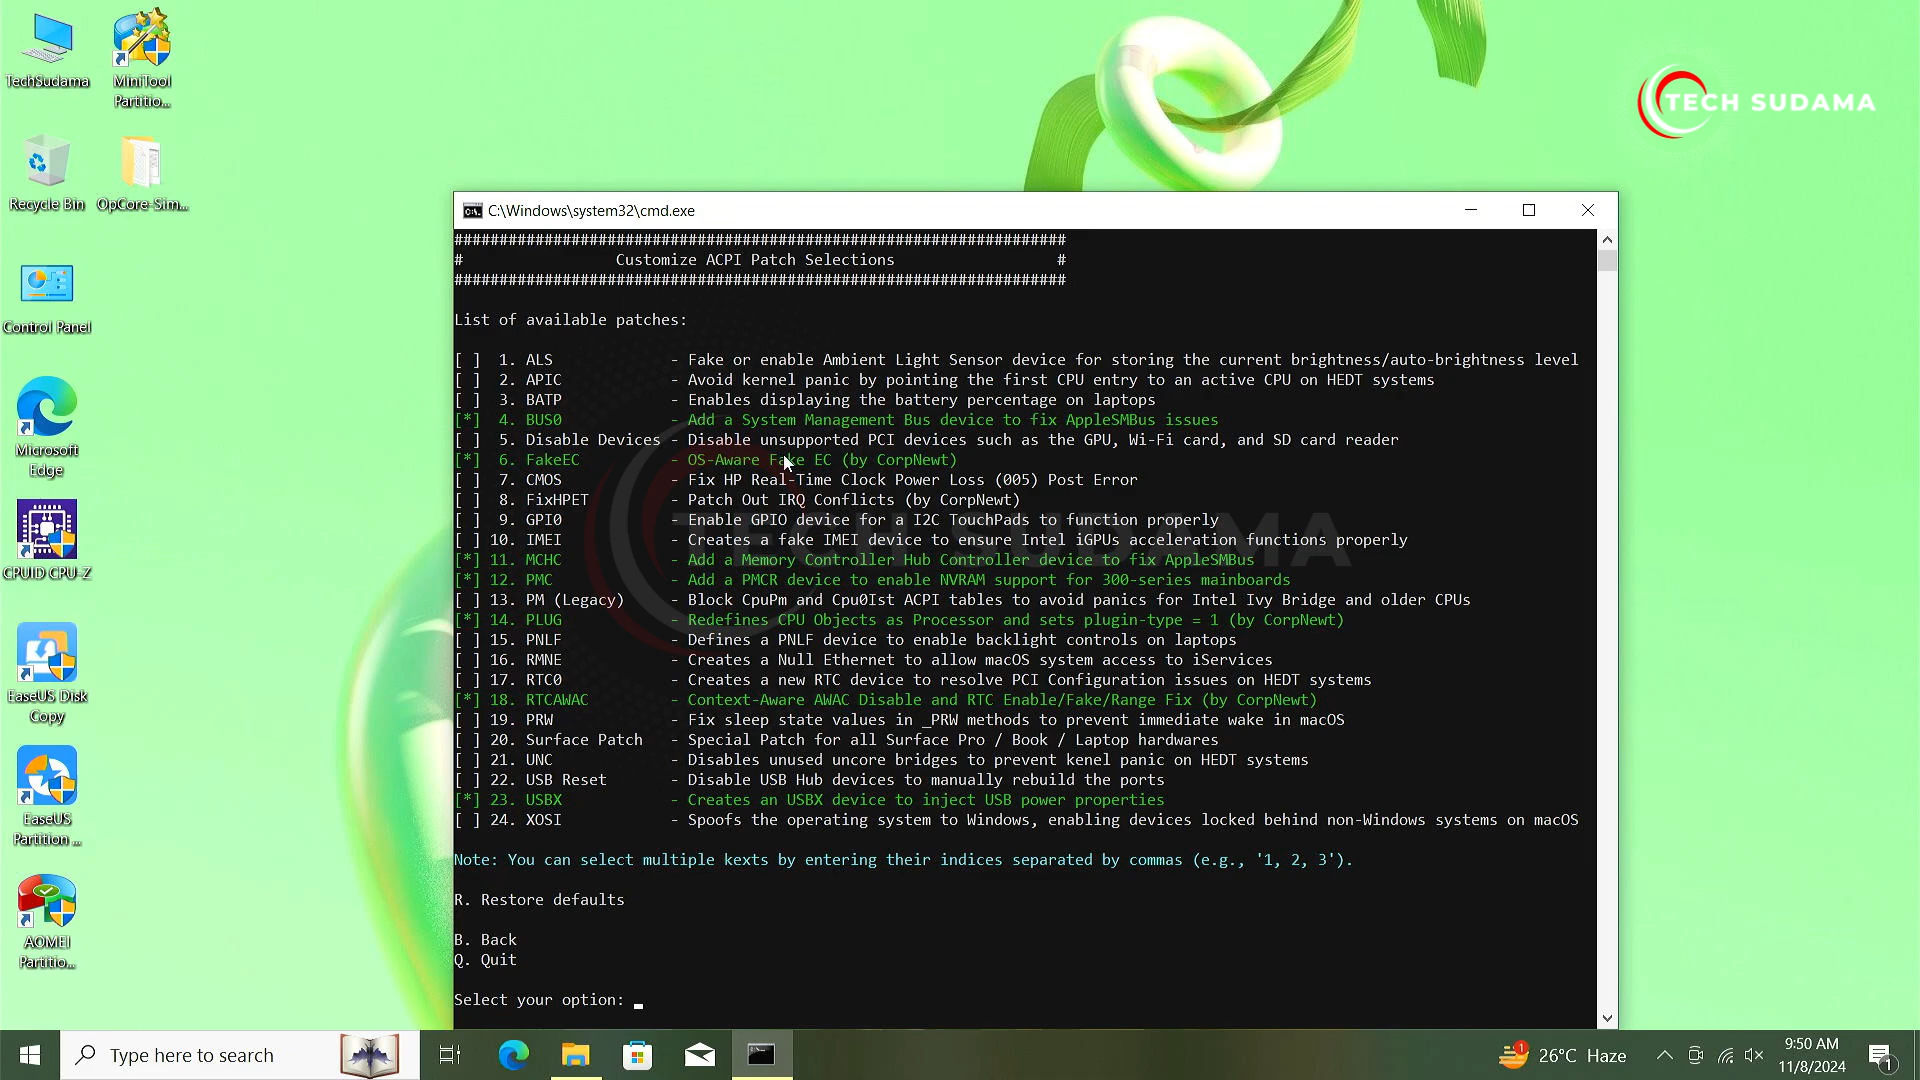 TechSudama
MiniTool
Partitio...
Recycle Bin
OpCore-Sim...
Control Panel
Microsoft
Edge
CPUID CPU-Z
EaseUS Disk
Copy
EaseUS
Partition ...
AOMEI
Partitio...
TECH SUDAMA
C:\Windows\system32\cmd.exe
####################################################################
# Customize ACPI Patch Selections #
####################################################################
List of available patches:
[ ] 1. ALS - Fake or enable Ambient Light Sensor device for storing the current brightness/auto-brightness level
[ ] 2. APIC - Avoid kernel panic by pointing the first CPU entry to an active CPU on HEDT systems
[ ] 3. BATP - Enables displaying the battery percentage on laptops
[*] 4. BUS0 - Add a System Management Bus device to fix AppleSMBus issues
[ ] 5. Disable Devices - Disable unsupported PCI devices such as the GPU, Wi-Fi card, and SD card reader
[*] 6. FakeEC - OS-Aware Fake EC (by CorpNewt)
[ ] 7. CMOS - Fix HP Real-Time Clock Power Loss (005) Post Error
[ ] 8. FixHPET - Patch Out IRQ Conflicts (by CorpNewt)
[ ] 9. GPI0 - Enable GPIO device for a I2C TouchPads to function properly
[ ] 10. IMEI - Creates a fake IMEI device to ensure Intel iGPUs acceleration functions properly
[*] 11. MCHC - Add a Memory Controller Hub Controller device to fix AppleSMBus
[*] 12. PMC - Add a PMCR device to enable NVRAM support for 300-series mainboards
[ ] 13. PM (Legacy) - Block CpuPm and Cpu0Ist ACPI tables to avoid panics for Intel Ivy Bridge and older CPUs
[*] 14. PLUG - Redefines CPU Objects as Processor and sets plugin-type = 1 (by CorpNewt)
[ ] 15. PNLF - Defines a PNLF device to enable backlight controls on laptops
[ ] 16. RMNE - Creates a Null Ethernet to allow macOS system access to iServices
[ ] 17. RTC0 - Creates a new RTC device to resolve PCI Configuration issues on HEDT systems
[*] 18. RTCAWAC - Context-Aware AWAC Disable and RTC Enable/Fake/Range Fix (by CorpNewt)
[ ] 19. PRW - Fix sleep state values in _PRW methods to prevent immediate wake in macOS
[ ] 20. Surface Patch - Special Patch for all Surface Pro / Book / Laptop hardwares
[ ] 21. UNC - Disables unused uncore bridges to prevent kenel panic on HEDT systems
[ ] 22. USB Reset - Disable USB Hub devices to manually rebuild the ports
[*] 23. USBX - Creates an USBX device to inject USB power properties
[ ] 24. XOSI - Spoofs the operating system to Windows, enabling devices locked behind non-Windows systems on macOS
TECH SUDAMA
Note: You can select multiple kexts by entering their indices separated by commas (e.g., '1, 2, 3').
R. Restore defaults
B. Back
Q. Quit
Select your option: _
Type here to search
1
26°C Haze
9:50 AM
11/8/2024
1